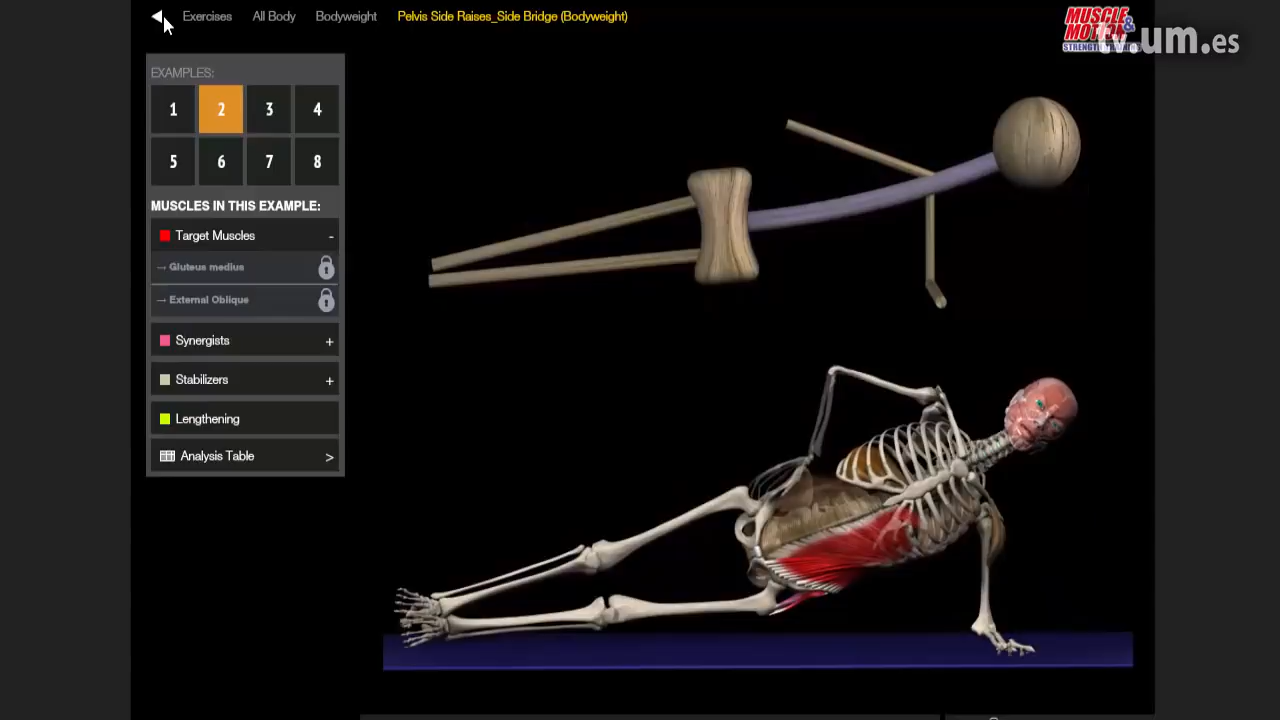 Exercises All Body Bodyweight Pelvis Side Raises_Side Bridge (Bodyweight)
MUSCLE & MOTION
STRENGTH TRAINING
tv.um.es
EXAMPLES:
1 2 3 4
5 6 7 8
MUSCLES IN THIS EXAMPLE:
Target Muscles -
→ Gluteus medius
→ External Oblique
Synergists +
Stabilizers +
Lengthening
Analysis Table >